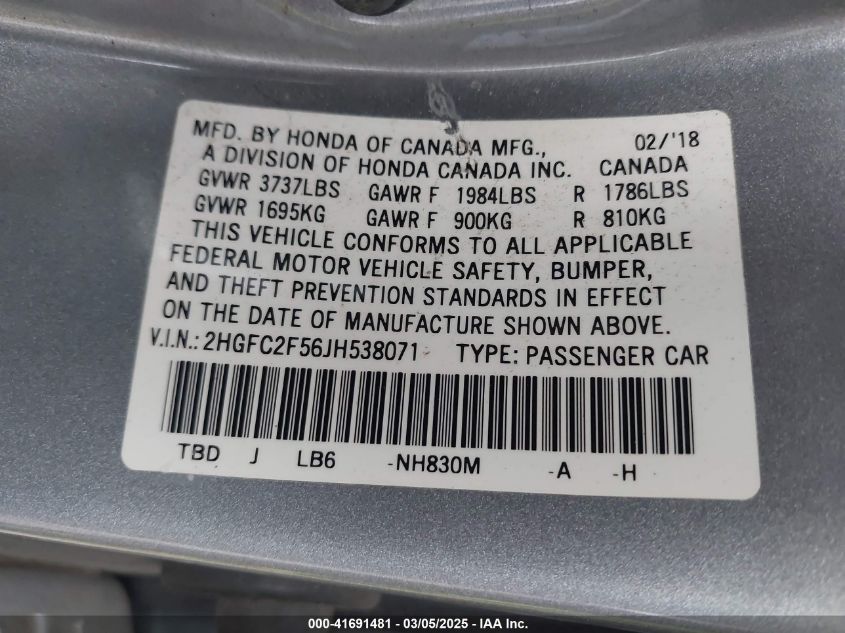 MFD. BY HONDA OF CANADA MFG., 02/'18
A DIVISION OF HONDA CANADA INC. CANADA
GVWR 3737LBS GAWR F 1984LBS R 1786LBS
GVWR 1695KG GAWR F 900KG R 810KG
THIS VEHICLE CONFORMS TO ALL APPLICABLE
FEDERAL MOTOR VEHICLE SAFETY, BUMPER,
AND THEFT PREVENTION STANDARDS IN EFFECT
ON THE DATE OF MANUFACTURE SHOWN ABOVE.
V.I.N.: 2HGFC2F56JH538071 TYPE: PASSENGER CAR
TBD J LB6 -NH830M -A -H
000-41691481 - 03/05/2025 - © IAA Holdings, LLC.